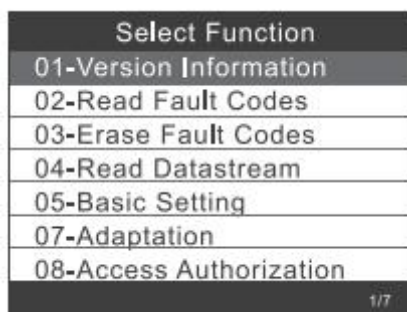 Select Function
01-Version Information
02-Read Fault Codes
03-Erase Fault Codes
04-Read Datastream
05-Basic Setting
07-Adaptation
08-Access Authorization
1/7